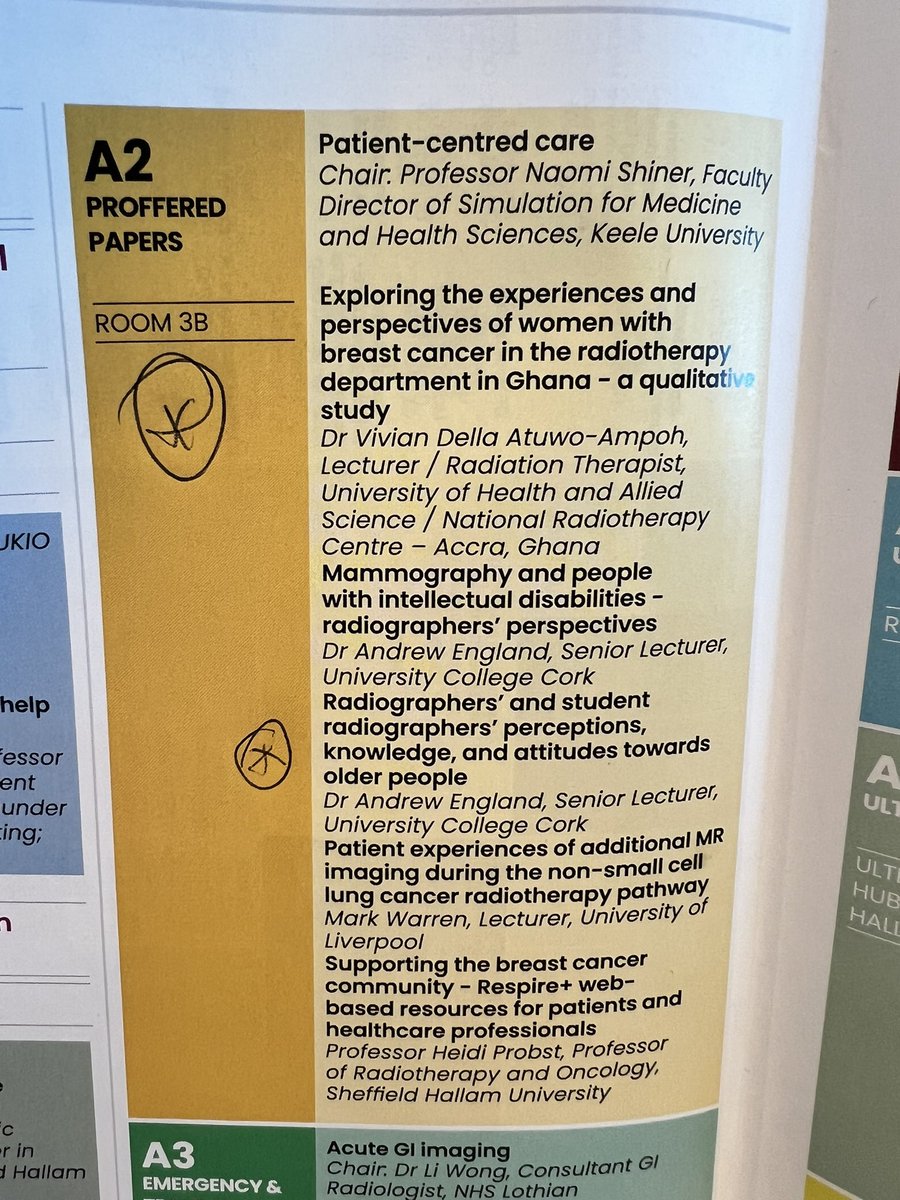 A2
PROFFERED
PAPERS
ROOM 3B
Patient-centred care
Chair: Professor Naomi Shiner, Faculty
Director of Simulation for Medicine
and Health Sciences, Keele University
Exploring the experiences and
perspectives of women with
breast cancer in the radiotherapy
department in Ghana – a qualitative
study
Dr Vivian Della Atuwo-Ampoh,
Lecturer / Radiation Therapist,
University of Health and Allied
Science / National Radiotherapy
Centre – Accra, Ghana
Mammography and people
with intellectual disabilities –
radiographers’ perspectives
Dr Andrew England, Senior Lecturer,
University College Cork
Radiographers’ and student
radiographers’ perceptions,
knowledge, and attitudes towards
older people
Dr Andrew England, Senior Lecturer,
University College Cork
Patient experiences of additional MR
imaging during the non-small cell
lung cancer radiotherapy pathway
Mark Warren, Lecturer, University of
Liverpool
Supporting the breast cancer
community – Respire+ web-
based resources for patients and
healthcare professionals
Professor Heidi Probst, Professor
of Radiotherapy and Oncology,
Sheffield Hallam University
A3
EMERGENCY &
Acute GI imaging
Chair: Dr Li Wong, Consultant GI
Radiologist, NHS Lothian
UKIO
help
under
Hallam